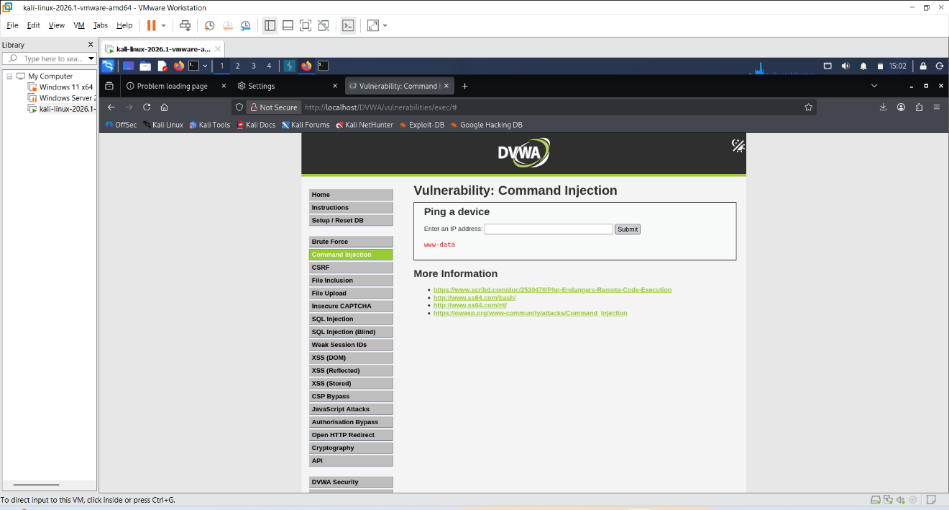 kali-linux-2026.1-vmware-amd64 - VMware Workstation
File Edit View VM Tabs Help
Library
Type here to sea...
My Computer
Windows 11 x64
Windows Server 2
kali-linux-2026.1-
kali-linux-2026.1-vmware-a...
1 2 3 4
15:02
Problem loading page
Settings
Vulnerability: Command I
Not Secure http://localhost/DVWA/vulnerabilities/exec/#
OffSec Kali Linux Kali Tools Kali Docs Kali Forums Kali NetHunter Exploit-DB Google Hacking DB
DVWA
Home
Instructions
Setup / Reset DB
Brute Force
Command Injection
CSRF
File Inclusion
File Upload
Insecure CAPTCHA
SQL Injection
SQL Injection (Blind)
Weak Session IDs
XSS (DOM)
XSS (Reflected)
XSS (Stored)
CSP Bypass
JavaScript Attacks
Authorisation Bypass
Open HTTP Redirect
Cryptography
API
DVWA Security
Vulnerability: Command Injection
Ping a device
Enter an IP address: Submit
www-data
More Information
https://www.scribd.com/doc/2530476/Php-Endangers-Remote-Code-Execution
http://www.ss64.com/bash/
http://www.ss64.com/nt/
https://owasp.org/www-community/attacks/Command_Injection
To direct input to this VM, click inside or press Ctrl+G.